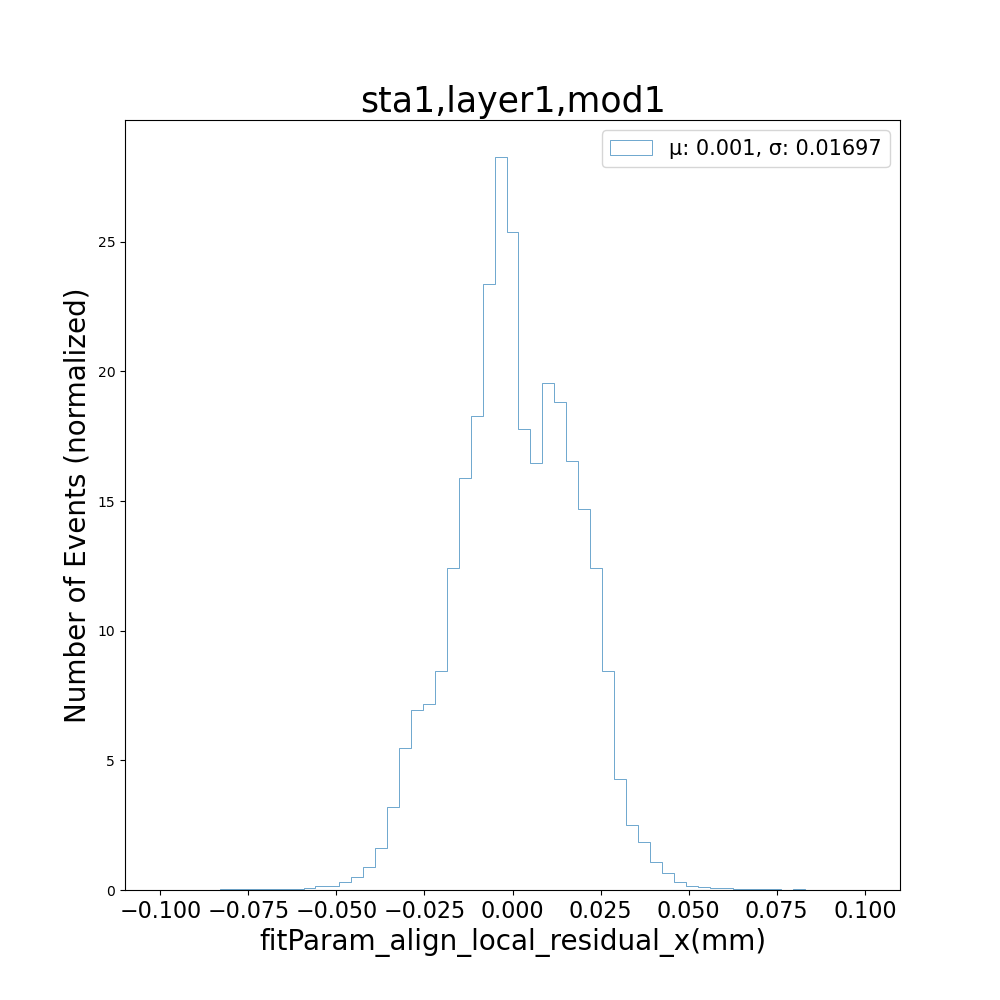 sta1,layer1,mod1
μ: 0.001, σ: 0.01697
Number of Events (normalized)
25
20
15
10
5
0
−0.100 −0.075 −0.050 −0.025 0.000 0.025 0.050 0.075 0.100
fitParam_align_local_residual_x(mm)